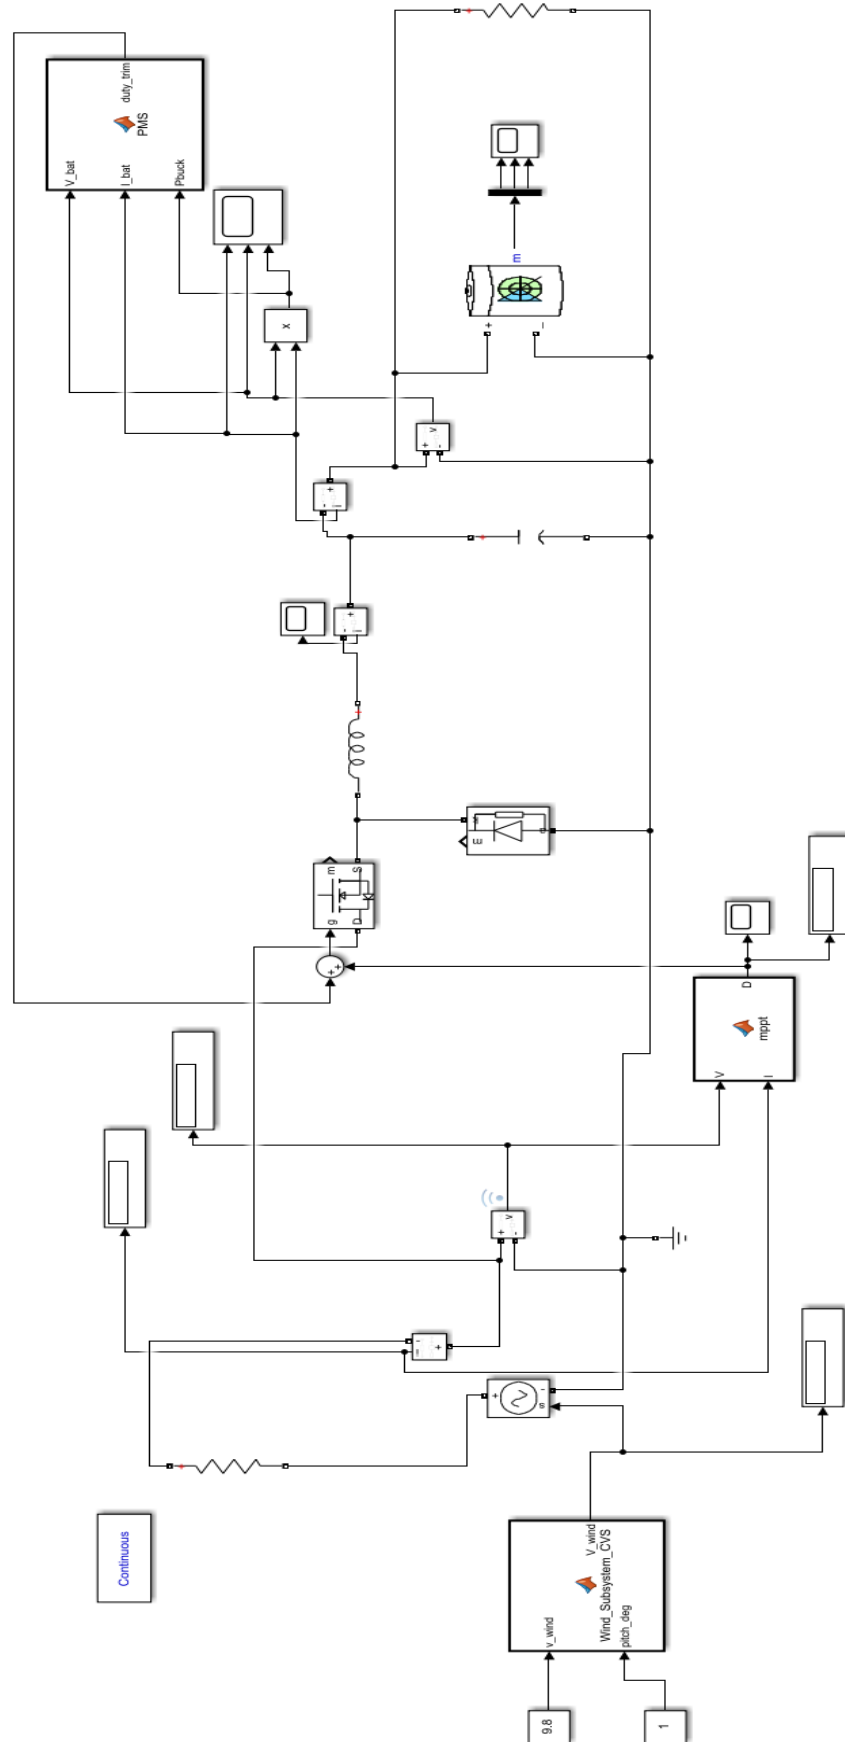 Continuous
9.8
1
v_wind
pitch_deg
Wind_Subsystem_CVS
V_wind
s
-
+
+
-
i
+
-
v
V
I
mppt
D
+
+
g
D
m
S
m
a
k
+
-
i
+
-
i
+
-
v
x
V_bat
I_bat
Pbuck
PMS
duty_trim
+
–
m